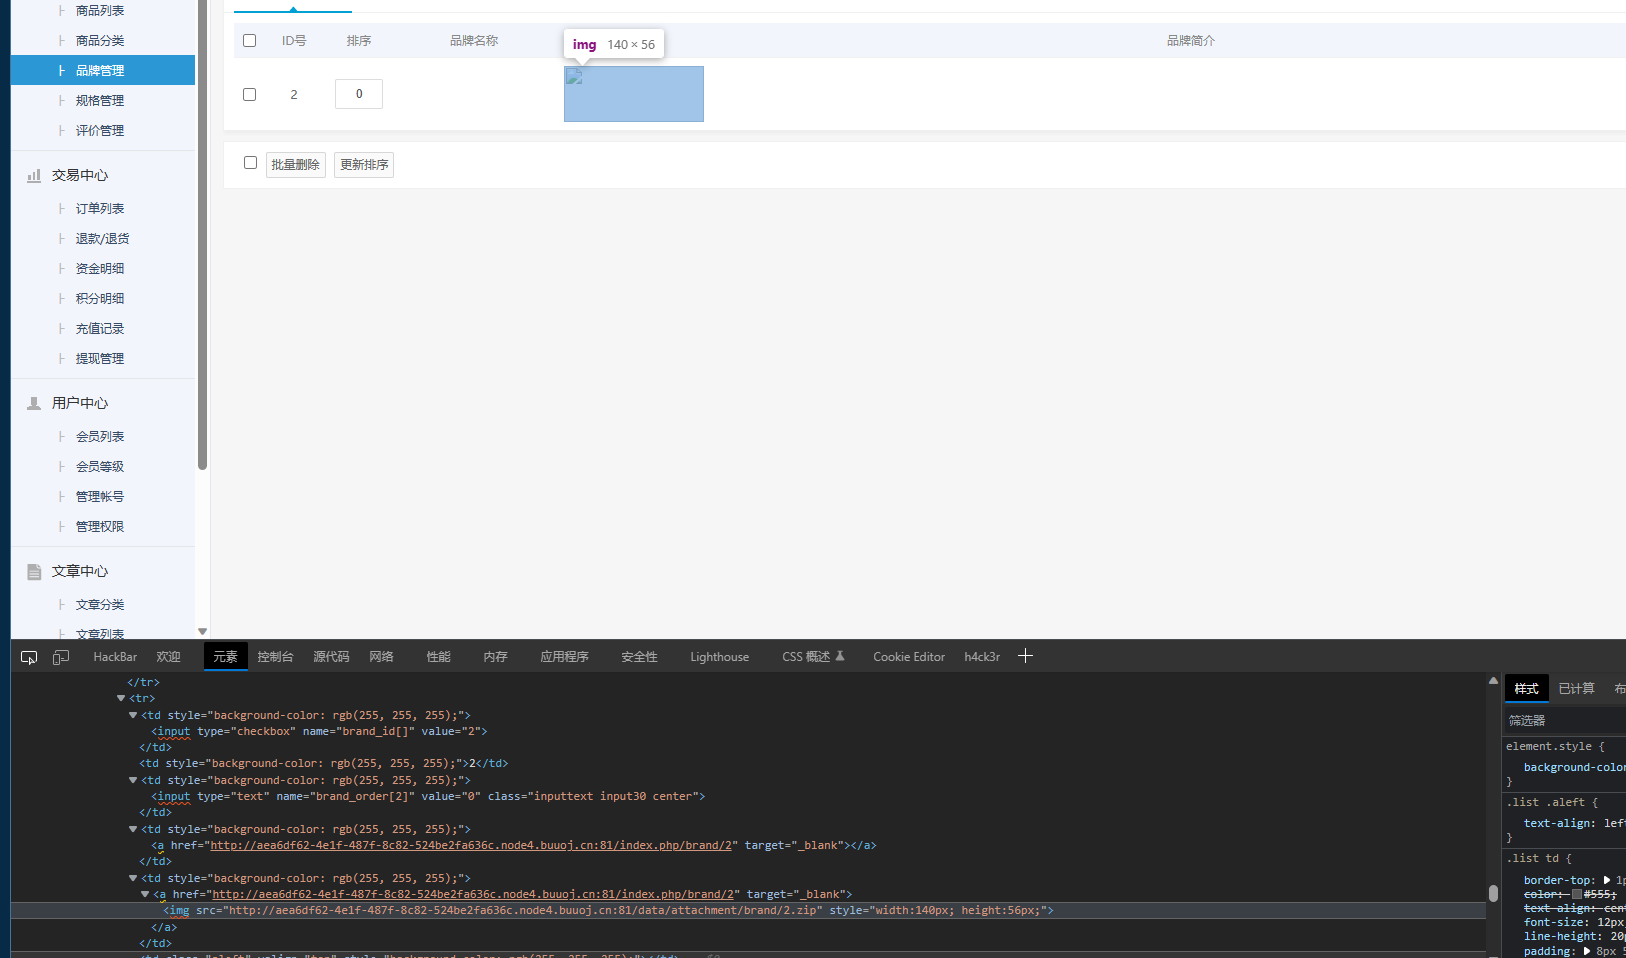 商品列表
商品分类
品牌管理
规格管理
评价管理
交易中心
订单列表
退款/退货
资金明细
积分明细
充值记录
提现管理
用户中心
会员列表
会员等级
管理帐号
管理权限
文章中心
文章分类
文章列表
ID号 排序 品牌名称 品牌简介
img 140 × 56
2 0
批量删除 更新排序
HackBar 欢迎 元素 控制台 源代码 网络 性能 内存 应用程序 安全性 Lighthouse CSS 概述 Cookie Editor h4ck3r
</tr>
<tr>
<td style="background-color: rgb(255, 255, 255);">
<input type="checkbox" name="brand_id[]" value="2">
</td>
<td style="background-color: rgb(255, 255, 255);">2</td>
<td style="background-color: rgb(255, 255, 255);">
<input type="text" name="brand_order[2]" value="0" class="inputtext input30 center">
</td>
<td style="background-color: rgb(255, 255, 255);">
<a href="http://aea6df62-4e1f-487f-8c82-524be2fa636c.node4.buuoj.cn:81/index.php/brand/2" target="_blank"></a>
</td>
<td style="background-color: rgb(255, 255, 255);">
<a href="http://aea6df62-4e1f-487f-8c82-524be2fa636c.node4.buuoj.cn:81/index.php/brand/2" target="_blank">
<img src="http://aea6df62-4e1f-487f-8c82-524be2fa636c.node4.buuoj.cn:81/data/attachment/brand/2.zip" style="width:140px; height:56px;">
</a>
</td>
样式 已计算 布
筛选器
element.style {
background-color
}
.list .aleft {
text-align: left
}
.list td {
border-top: 1p
color: #555;
text-align: cent
font-size: 12px
line-height: 20p
padding: 8px 5